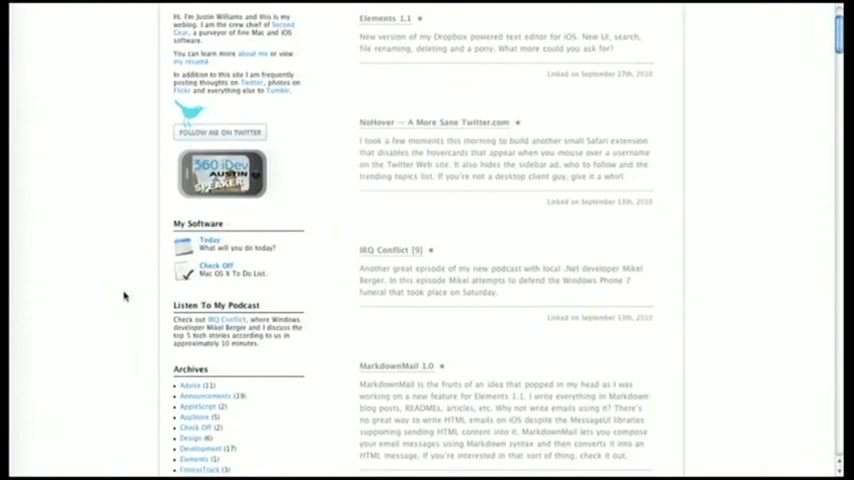 Hi. I'm Justin Williams and this is my
weblog. I am the crew chief of Second
Gear, a purveyor of fine Mac and iOS
software.
You can learn more about me or view
my résumé
In addition to this site I am frequently
posting thoughts on Twitter, photos on
Flickr and everything else to Tumblr.
FOLLOW ME ON TWITTER
360 iDev
AUSTIN
SPEAKER
My Software
Today
What will you do today?
Check Off
Mac OS X To Do List.
Listen To My Podcast
Check out IRQ Conflict, where Windows
developer Mikel Berger and I discuss the
top 5 tech stories according to us in
approximately 10 minutes.
Archives
Advice (11)
Announcements (19)
AppleScript (2)
AppStore (5)
Check Off (2)
Design (6)
Development (17)
Elements (1)
FitnessTrack (3)
Elements 1.1
New version of my Dropbox powered text editor for iOS. New UI, search,
file renaming, deleting and a pony. What more could you ask for?
Linked on September 27th, 2010
NoHover — A More Sane Twitter.com
I took a few moments this morning to build another small Safari extension
that disables the hovercards that appear when you mouse over a username
on the Twitter Web site. It also hides the sidebar ad, who to follow and the
trending topics list. If you're not a desktop client guy, give it a whirl.
Linked on September 13th, 2010
IRQ Conflict [9]
Another great episode of my new podcast with local .Net developer Mikel
Berger. In this episode Mikel attempts to defend the Windows Phone 7
funeral that took place on Saturday.
Linked on September 13th, 2010
MarkdownMail 1.0
MarkdownMail is the fruits of an idea that popped in my head as I was
working on a new feature for Elements 1.1. I write everything in Markdown:
blog posts, READMEs, articles, etc. Why not write emails using it? There's
no great way to write HTML emails on iOS despite the MessageUI libraries
supporting sending HTML content into it. MarkdownMail lets you compose
your email messages using Markdown syntax and then converts it into an
HTML message. If you're interested in that sort of thing, check it out.